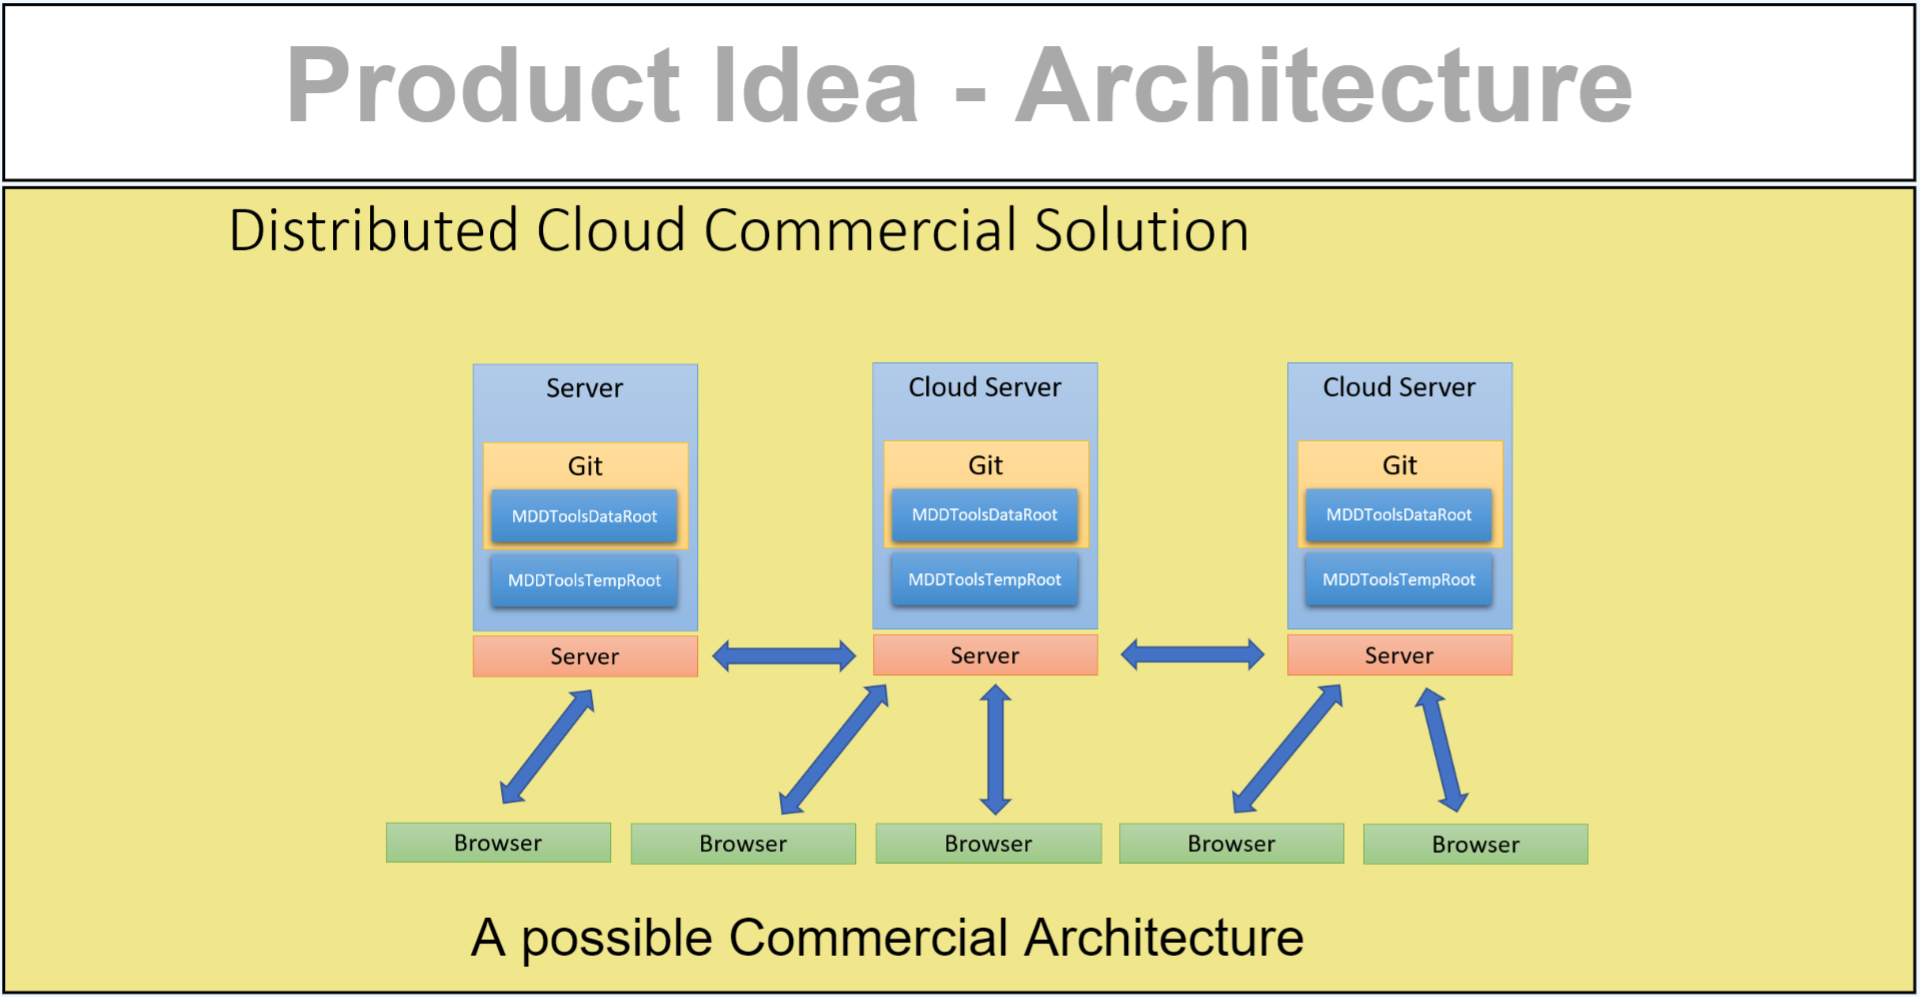 Product Idea - Architecture
Distributed Cloud Commercial Solution
Server
Cloud Server
Cloud Server
Git
Git
Git
MDDToolsDataRoot
MDDToolsDataRoot
MDDToolsDataRoot
MDDToolsTempRoot
MDDToolsTempRoot
MDDToolsTempRoot
Server
Server
Server
Browser
Browser
Browser
Browser
Browser
A possible Commercial Architecture